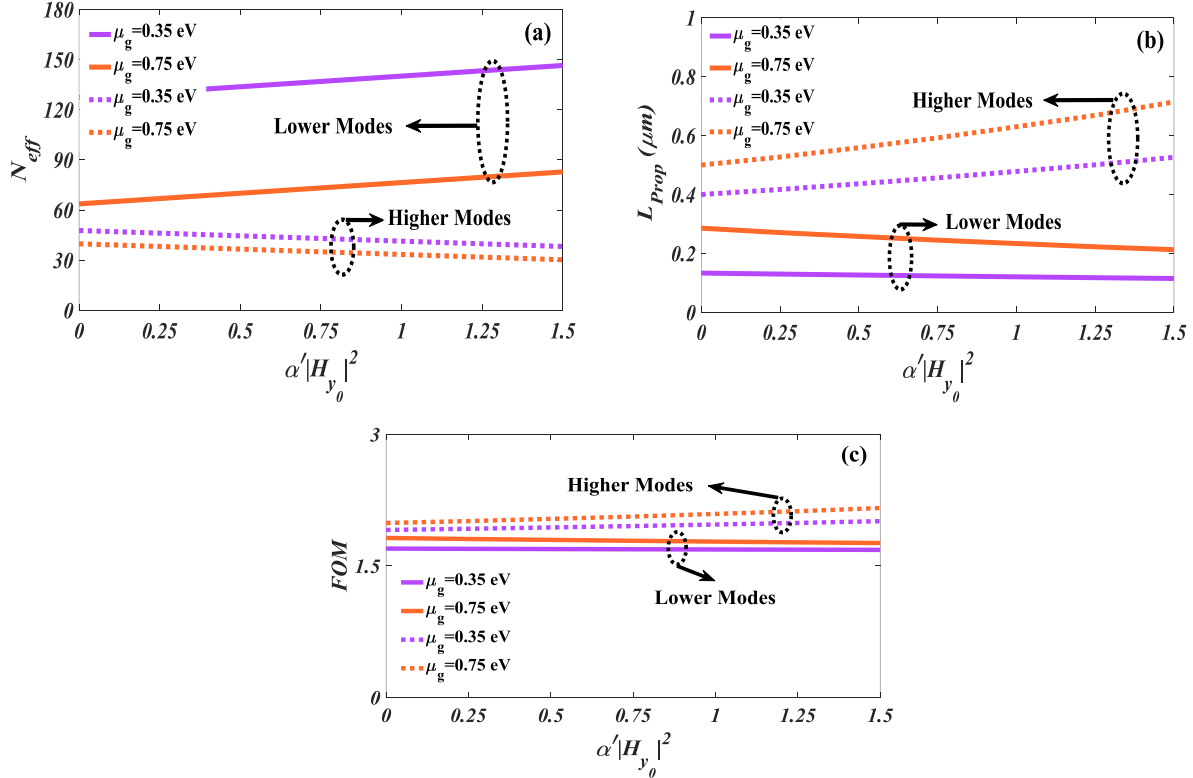 (a)
μg=0.35 eV
μg=0.75 eV
μg=0.35 eV
μg=0.75 eV
Lower Modes
Higher Modes
Neff
180
150
120
90
60
30
0
0 0.25 0.5 0.75 1 1.25 1.5
α′|Hy0|2
(b)
μg=0.35 eV
μg=0.75 eV
μg=0.35 eV
μg=0.75 eV
Higher Modes
Lower Modes
LProp (μm)
1
0.8
0.6
0.4
0.2
0
0 0.25 0.5 0.75 1 1.25 1.5
α′|Hy0|2
(c)
Higher Modes
Lower Modes
μg=0.35 eV
μg=0.75 eV
μg=0.35 eV
μg=0.75 eV
FOM
3
1.5
0
0 0.25 0.5 0.75 1 1.25 1.5
α′|Hy0|2